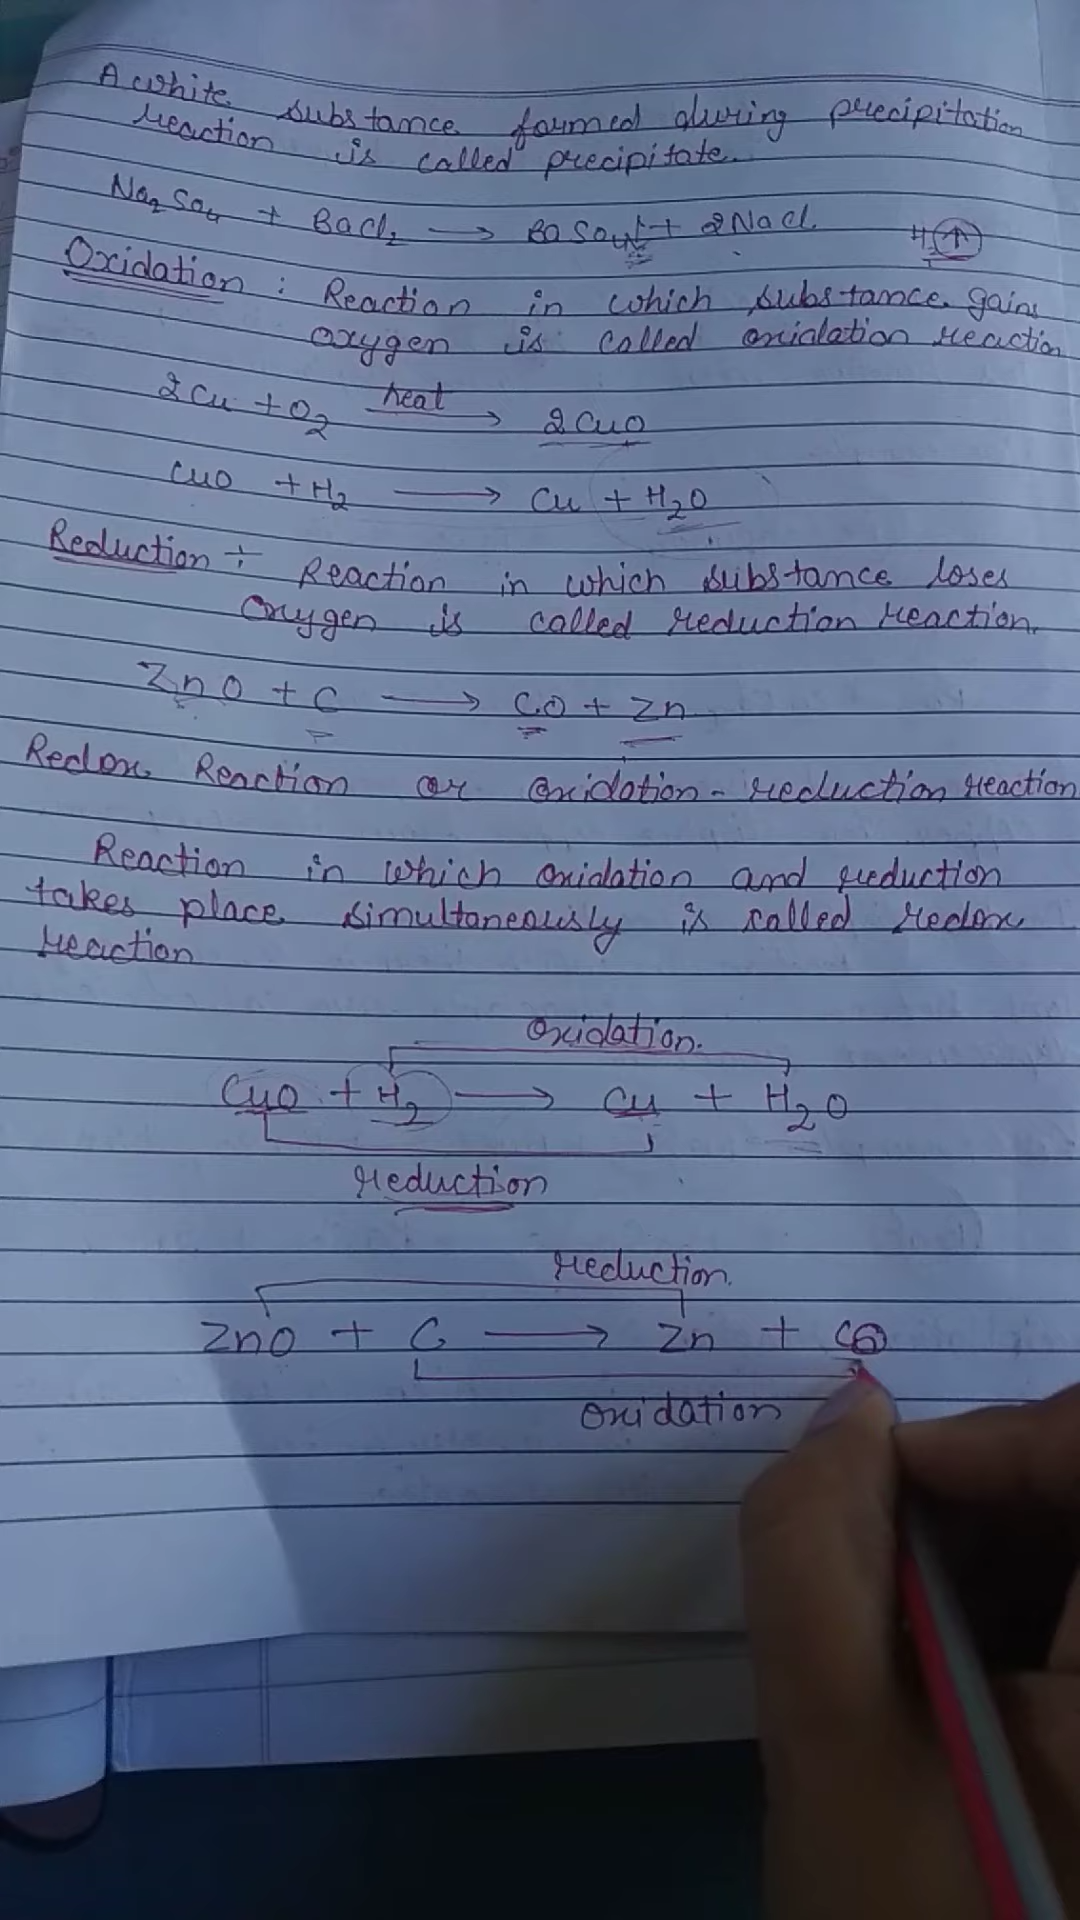 A white substance formed during precipitation
reaction is called precipitate.
Na₂So₄ + BaCl₂ → BaSo₄↓ + 2NaCl.
↑
Oxidation : Reaction in which substance gains
oxygen is called oxidation reaction
2Cu + O₂ heat → 2CuO
CuO + H₂ → Cu + H₂O
Reduction ÷ Reaction in which substance loses
Oxygen is called reduction reaction.
ZnO + C → CO + Zn
Redox Reaction or oxidation - reduction reaction
Reaction in which oxidation and reduction
takes place simultaneously is called redox
reaction
oxidation.
CuO + H₂ → Cu + H₂O
reduction
reduction.
ZnO + C → Zn + CO
oxidation